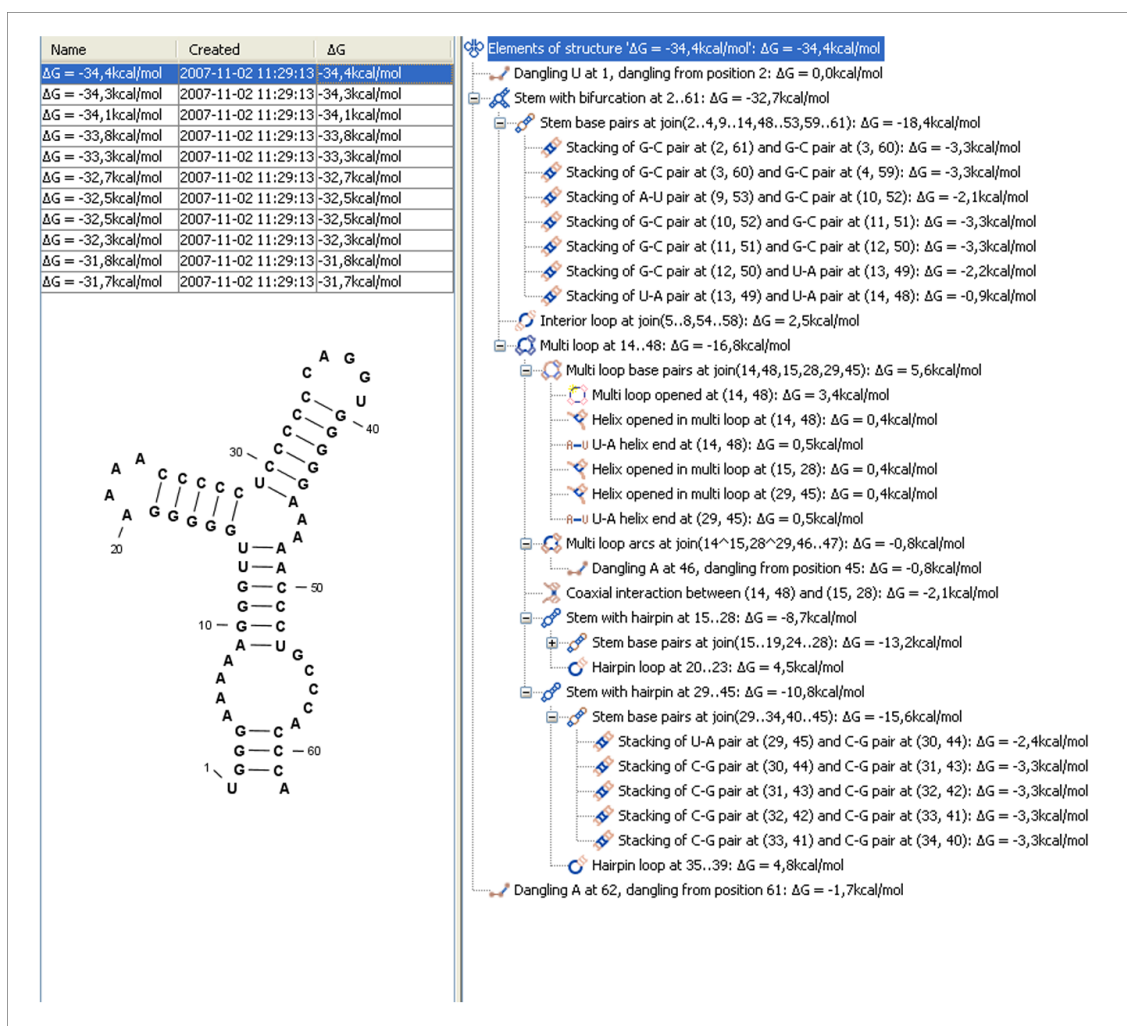 Name Created ΔG
ΔG = -34,4kcal/mol 2007-11-02 11:29:13 -34,4kcal/mol
ΔG = -34,3kcal/mol 2007-11-02 11:29:13 -34,3kcal/mol
ΔG = -34,1kcal/mol 2007-11-02 11:29:13 -34,1kcal/mol
ΔG = -33,8kcal/mol 2007-11-02 11:29:13 -33,8kcal/mol
ΔG = -33,3kcal/mol 2007-11-02 11:29:13 -33,3kcal/mol
ΔG = -32,7kcal/mol 2007-11-02 11:29:13 -32,7kcal/mol
ΔG = -32,5kcal/mol 2007-11-02 11:29:13 -32,5kcal/mol
ΔG = -32,5kcal/mol 2007-11-02 11:29:13 -32,5kcal/mol
ΔG = -32,3kcal/mol 2007-11-02 11:29:13 -32,3kcal/mol
ΔG = -31,8kcal/mol 2007-11-02 11:29:13 -31,8kcal/mol
ΔG = -31,7kcal/mol 2007-11-02 11:29:13 -31,7kcal/mol
A G
C G
C U
C G 40
C G
30 C G
C G
U A
A A C C C C C A
A A
A G G G G G
20
U A
U A
G C 50
G C
G C
10 G C
A U G
A C
A C
A C
A A
G C
G C 60
1 G C
U A
Elements of structure 'ΔG = -34,4kcal/mol': ΔG = -34,4kcal/mol
Dangling U at 1, dangling from position 2: ΔG = 0,0kcal/mol
Stem with bifurcation at 2..61: ΔG = -32,7kcal/mol
Stem base pairs at join(2..4,9..14,48..53,59..61): ΔG = -18,4kcal/mol
Stacking of G-C pair at (2, 61) and G-C pair at (3, 60): ΔG = -3,3kcal/mol
Stacking of G-C pair at (3, 60) and G-C pair at (4, 59): ΔG = -3,3kcal/mol
Stacking of A-U pair at (9, 53) and G-C pair at (10, 52): ΔG = -2,1kcal/mol
Stacking of G-C pair at (10, 52) and G-C pair at (11, 51): ΔG = -3,3kcal/mol
Stacking of G-C pair at (11, 51) and G-C pair at (12, 50): ΔG = -3,3kcal/mol
Stacking of G-C pair at (12, 50) and U-A pair at (13, 49): ΔG = -2,2kcal/mol
Stacking of U-A pair at (13, 49) and U-A pair at (14, 48): ΔG = -0,9kcal/mol
Interior loop at join(5..8,54..58): ΔG = 2,5kcal/mol
Multi loop at 14..48: ΔG = -16,8kcal/mol
Multi loop base pairs at join(14,48,15,28,29,45): ΔG = 5,6kcal/mol
Multi loop opened at (14, 48): ΔG = 3,4kcal/mol
Helix opened in multi loop at (14, 48): ΔG = 0,4kcal/mol
A-U U-A helix end at (14, 48): ΔG = 0,5kcal/mol
Helix opened in multi loop at (15, 28): ΔG = 0,4kcal/mol
Helix opened in multi loop at (29, 45): ΔG = 0,4kcal/mol
A-U U-A helix end at (29, 45): ΔG = 0,5kcal/mol
Multi loop arcs at join(14^15,28^29,46..47): ΔG = -0,8kcal/mol
Dangling A at 46, dangling from position 45: ΔG = -0,8kcal/mol
Coaxial interaction between (14, 48) and (15, 28): ΔG = -2,1kcal/mol
Stem with hairpin at 15..28: ΔG = -8,7kcal/mol
Stem base pairs at join(15..19,24..28): ΔG = -13,2kcal/mol
Hairpin loop at 20..23: ΔG = 4,5kcal/mol
Stem with hairpin at 29..45: ΔG = -10,8kcal/mol
Stem base pairs at join(29..34,40..45): ΔG = -15,6kcal/mol
Stacking of U-A pair at (29, 45) and C-G pair at (30, 44): ΔG = -2,4kcal/mol
Stacking of C-G pair at (30, 44) and C-G pair at (31, 43): ΔG = -3,3kcal/mol
Stacking of C-G pair at (31, 43) and C-G pair at (32, 42): ΔG = -3,3kcal/mol
Stacking of C-G pair at (32, 42) and C-G pair at (33, 41): ΔG = -3,3kcal/mol
Stacking of C-G pair at (33, 41) and C-G pair at (34, 40): ΔG = -3,3kcal/mol
Hairpin loop at 35..39: ΔG = 4,8kcal/mol
Dangling A at 62, dangling from position 61: ΔG = -1,7kcal/mol